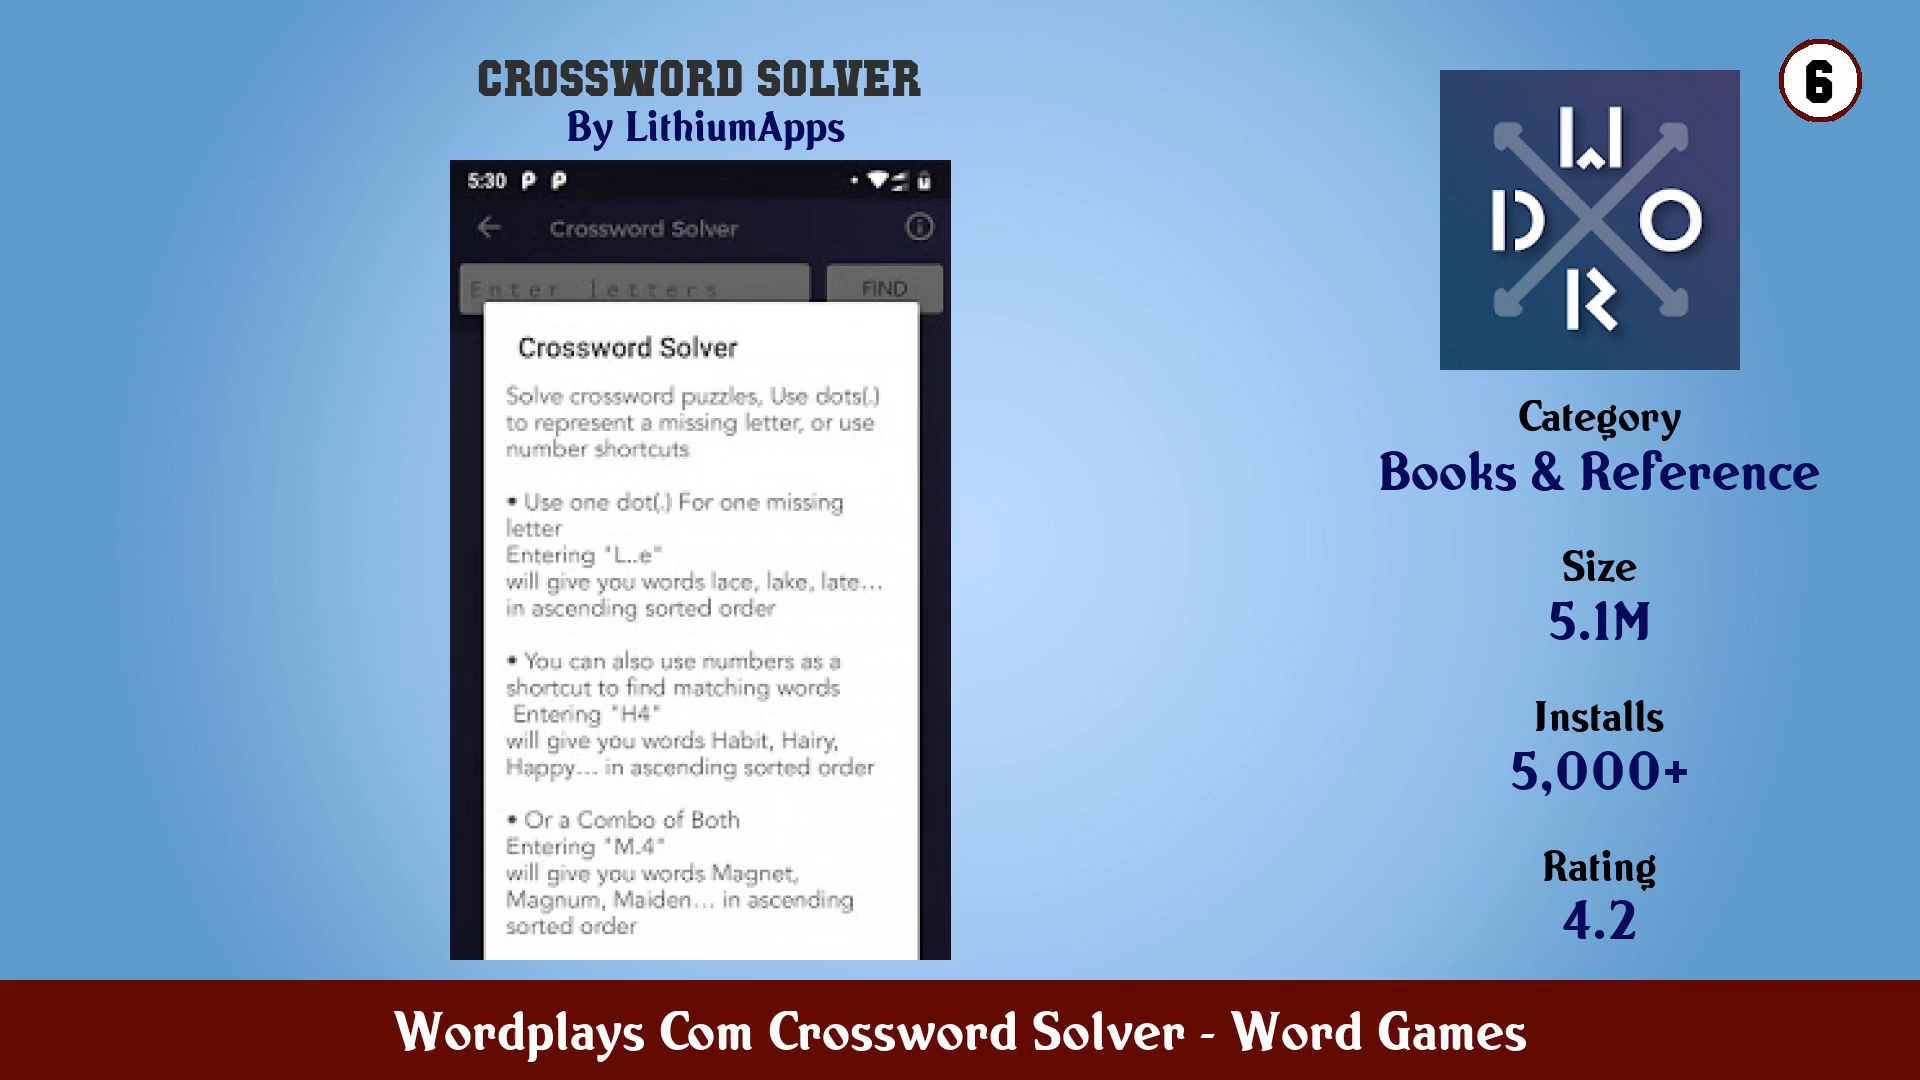 CROSSWORD SOLVER
By LithiumApps
6
5:30 P P
Crossword Solver
Enter letters
FIND
Crossword Solver
Solve crossword puzzles, Use dots(.)
to represent a missing letter, or use
number shortcuts
• Use one dot(.) For one missing
letter
Entering "L..e"
will give you words lace, lake, late...
in ascending sorted order
• You can also use numbers as a
shortcut to find matching words
Entering "H4"
will give you words Habit, Hairy,
Happy... in ascending sorted order
• Or a Combo of Both
Entering "M.4"
will give you words Magnet,
Magnum, Maiden... in ascending
sorted order
W
D O
R
Category
Books & Reference
Size
5.1M
Installs
5,000+
Rating
4.2
Wordplays Com Crossword Solver - Word Games